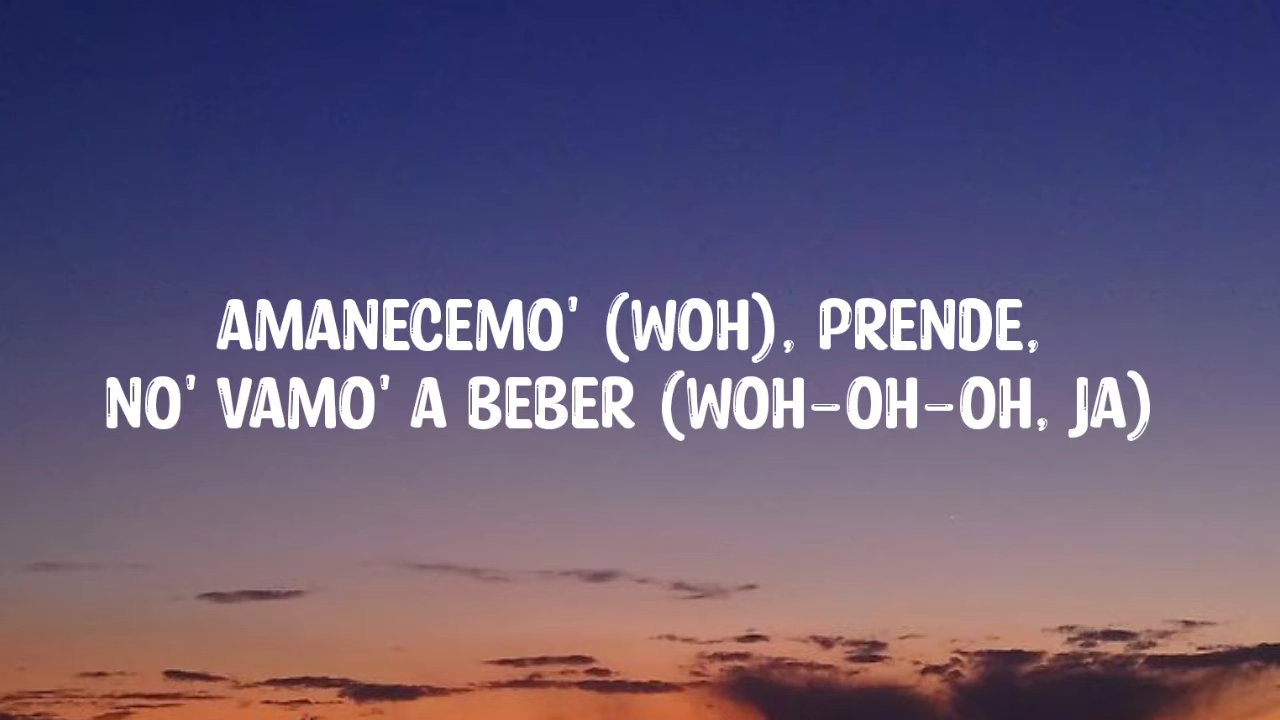 AMANECEMO' (WOH), PRENDE,
NO' VAMO' A BEBER (WOH-OH-OH, JA)